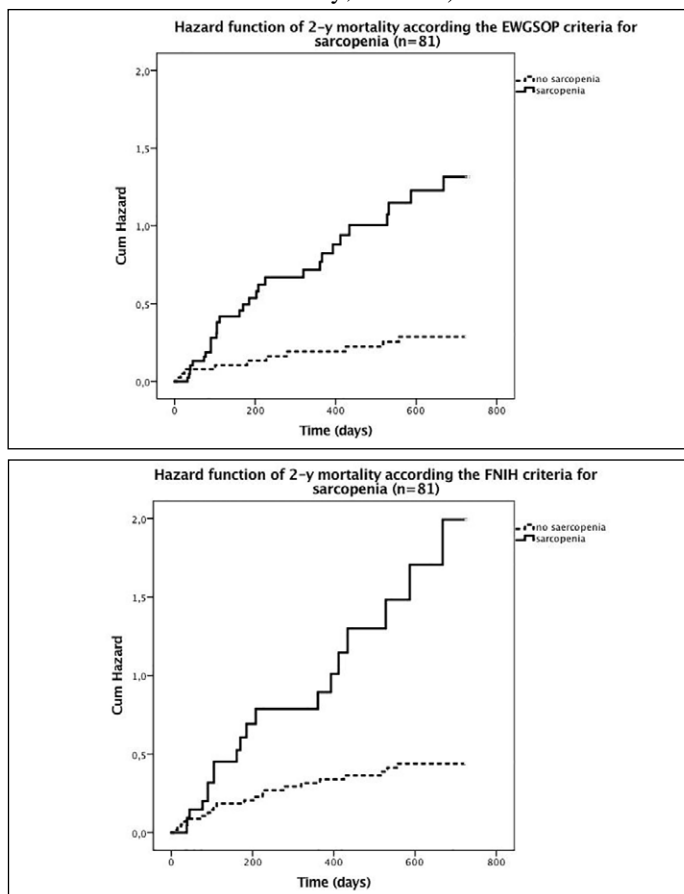 Hazard function of 2-y mortality according the EWGSOP criteria for
sarcopenia (n=81)
no sarcopenia
sarcopenia
2,0
1,5
1,0
0,5
0,0
Cum Hazard
0
200
400
600
800
Time (days)
Hazard function of 2-y mortality according the FNIH criteria for
sarcopenia (n=81)
no saercopenia
sarcopenia
2,0
1,5
1,0
0,5
0,0
Cum Hazard
0
200
400
600
800
Time (days)